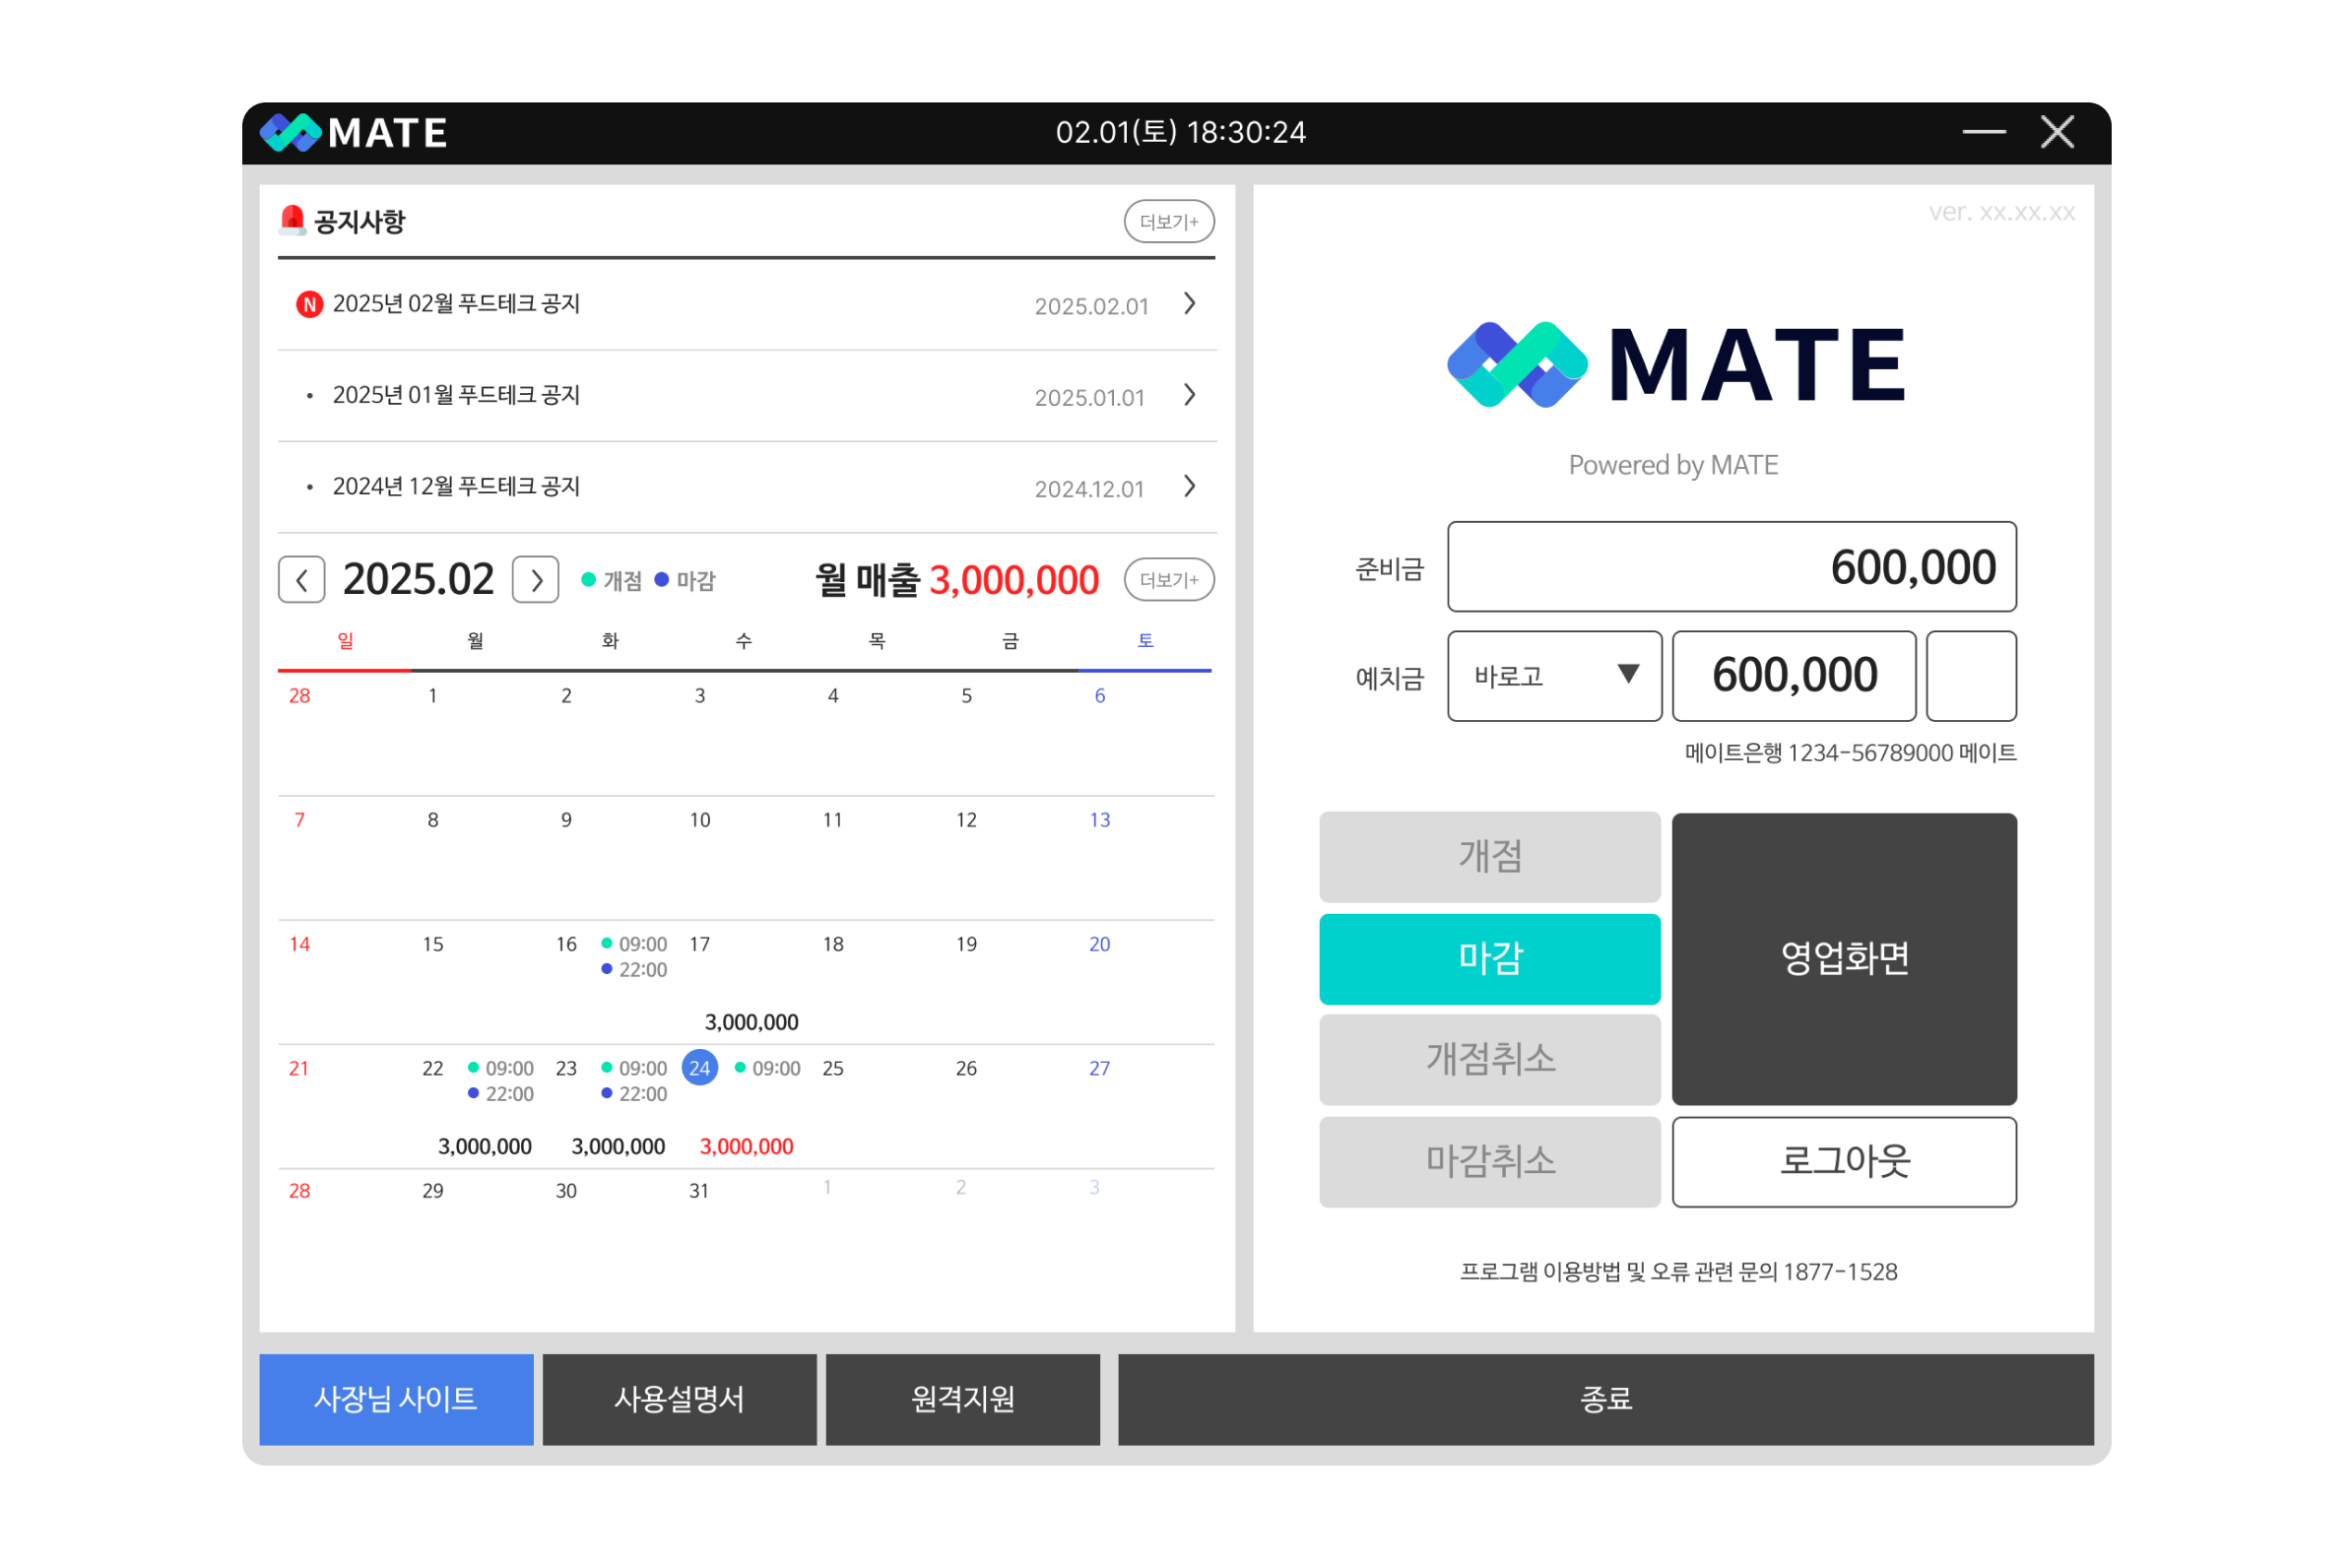 MATE
02.01(토) 18:30:24
공지사항
더보기+
N 2025년 02월 푸드테크 공지 2025.02.01
• 2025년 01월 푸드테크 공지 2025.01.01
• 2024년 12월 푸드테크 공지 2024.12.01
2025.02
개점 마감
월 매출 3,000,000
더보기+
일 월 화 수 목 금 토
28 1 2 3 4 5 6
7 8 9 10 11 12 13
14 15 16 09:00 17 18 19 20
22:00
3,000,000
21 22 09:00 23 09:00 24 09:00 25 26 27
22:00 22:00
3,000,000 3,000,000 3,000,000
28 29 30 31 1 2 3
ver. xx.xx.xx
MATE
Powered by MATE
준비금 600,000
예치금 바로고 600,000
메이트은행 1234-56789000 메이트
개점
마감
영업화면
개점취소
마감취소
로그아웃
프로그램 이용방법 및 오류 관련 문의 1877-1528
사장님 사이트
사용설명서
원격지원
종료